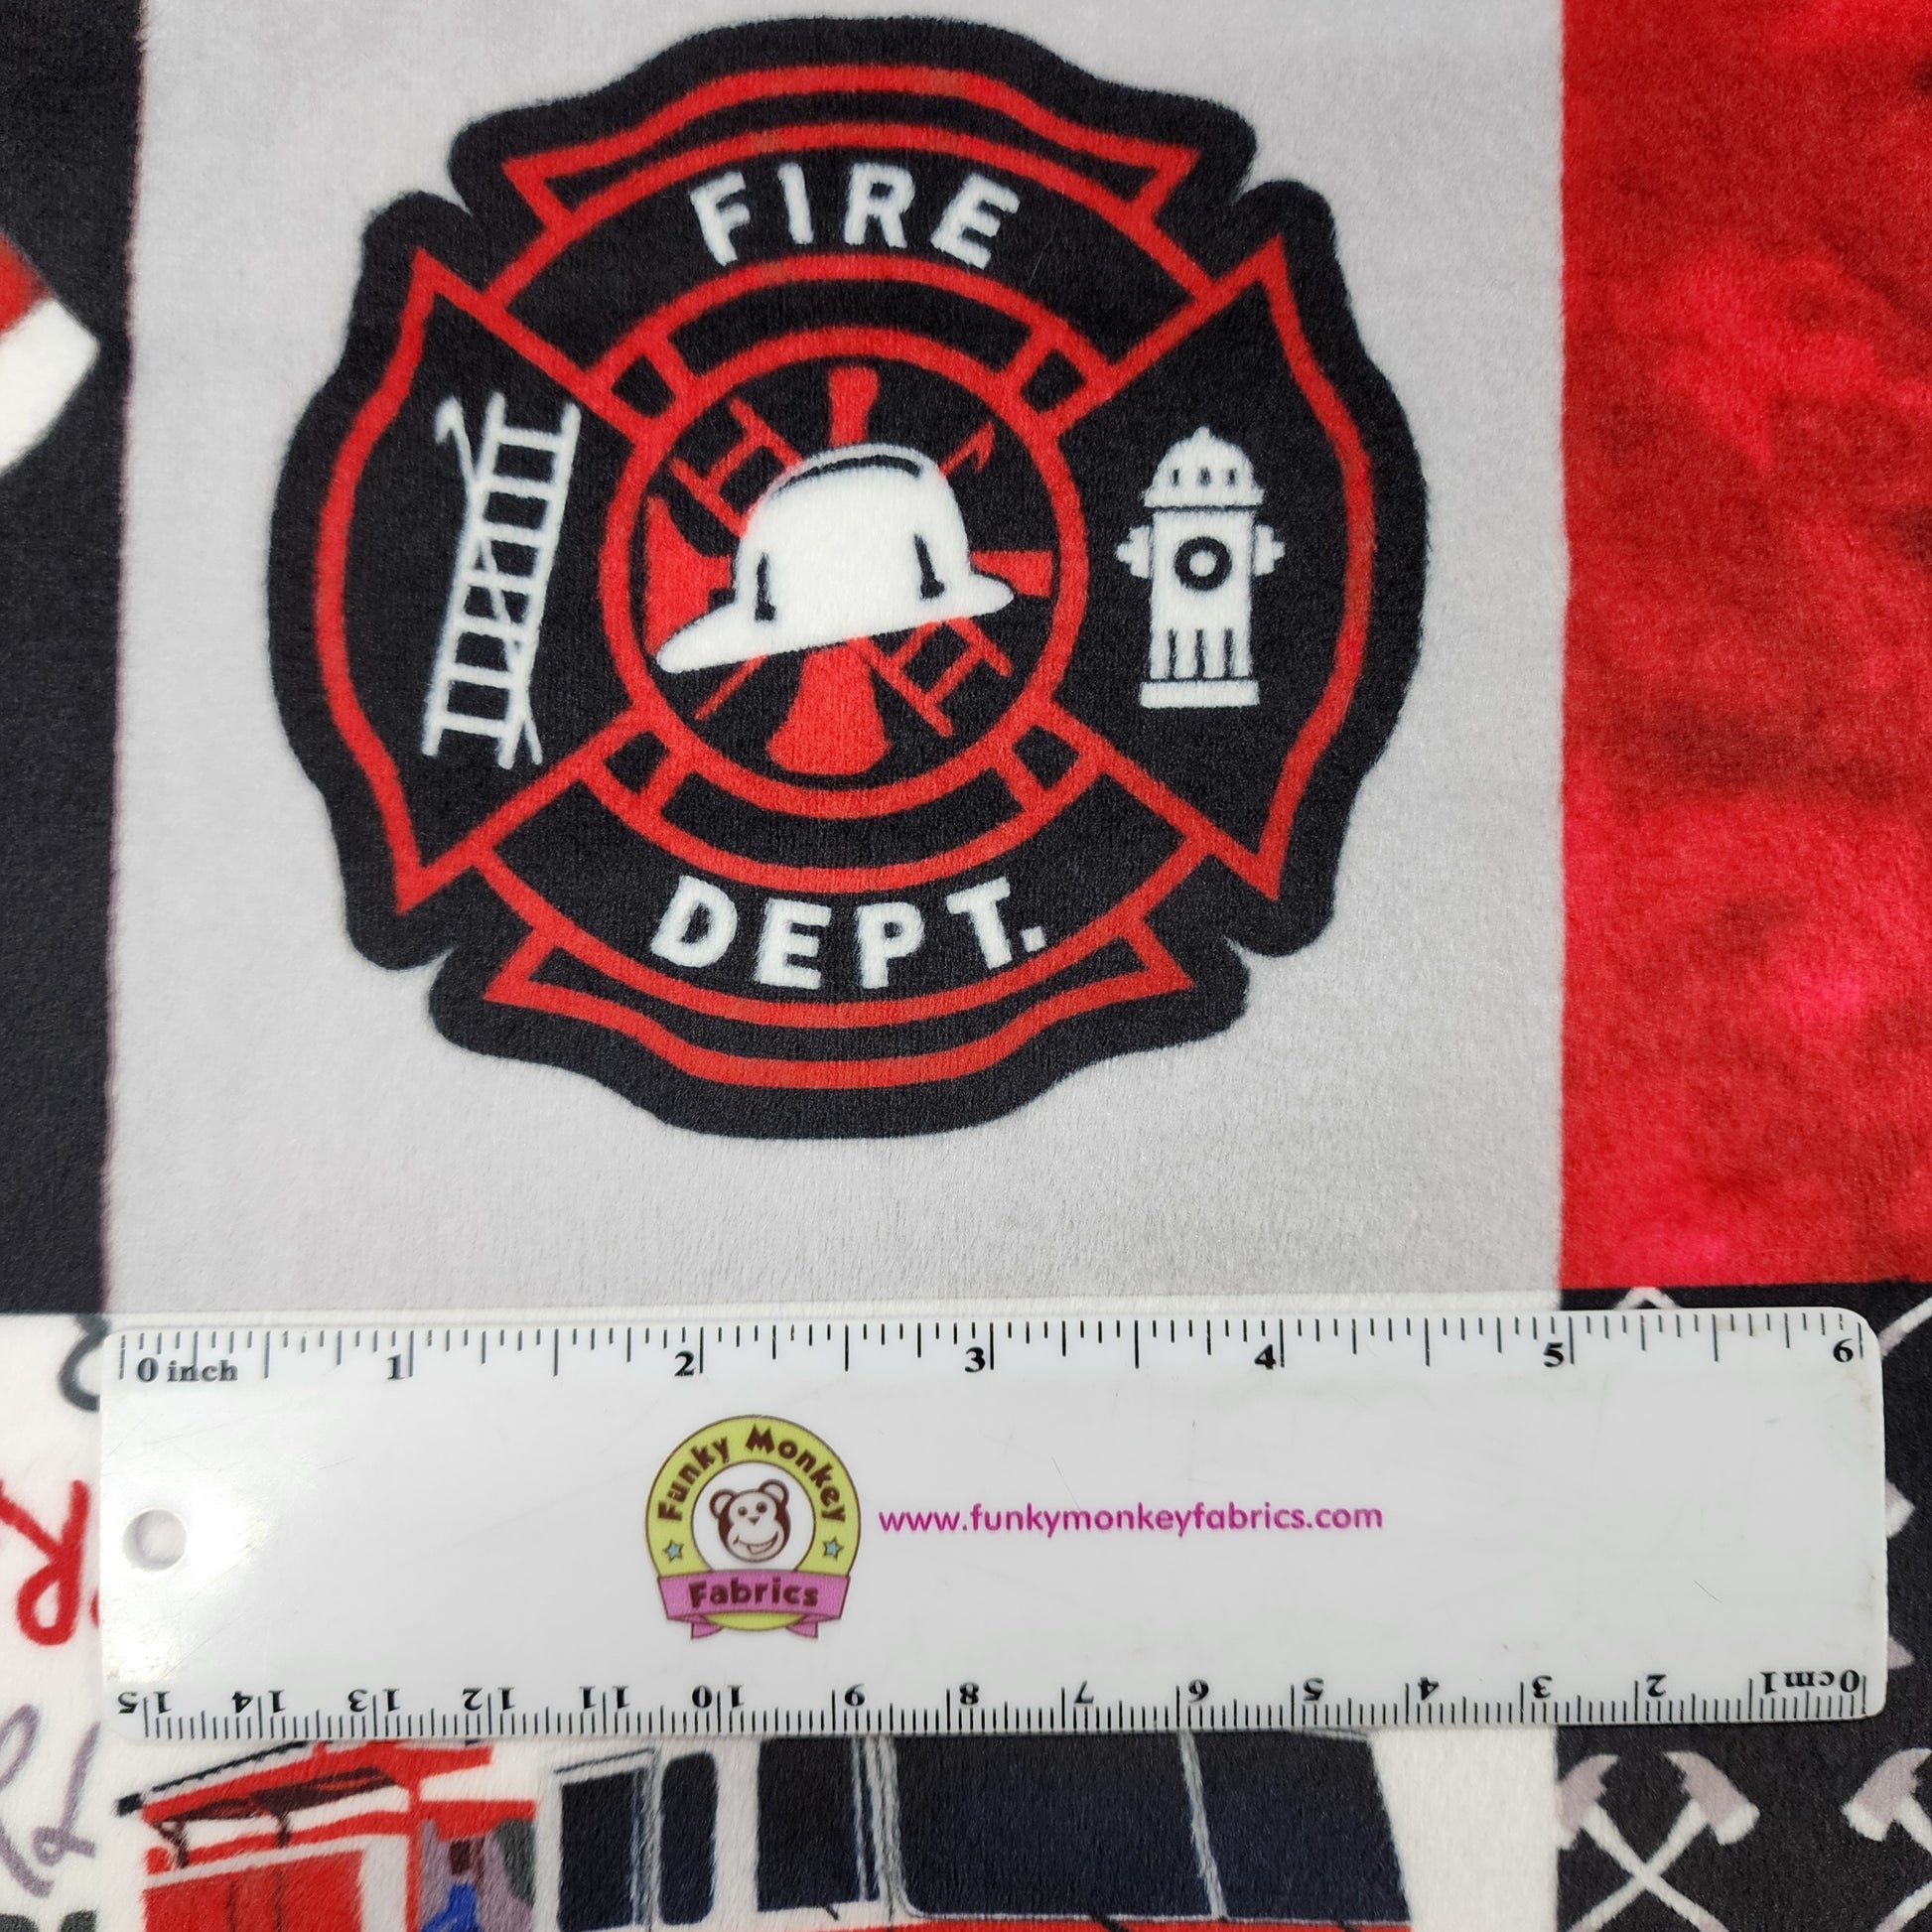 FIRE
DEPT.
0 inch 1 2 3 4 5 6
Funky Monkey
Fabrics
www.funkymonkeyfabrics.com
0cm1 2 3 4 5 6 7 8 9 10 11 12 13 14 15